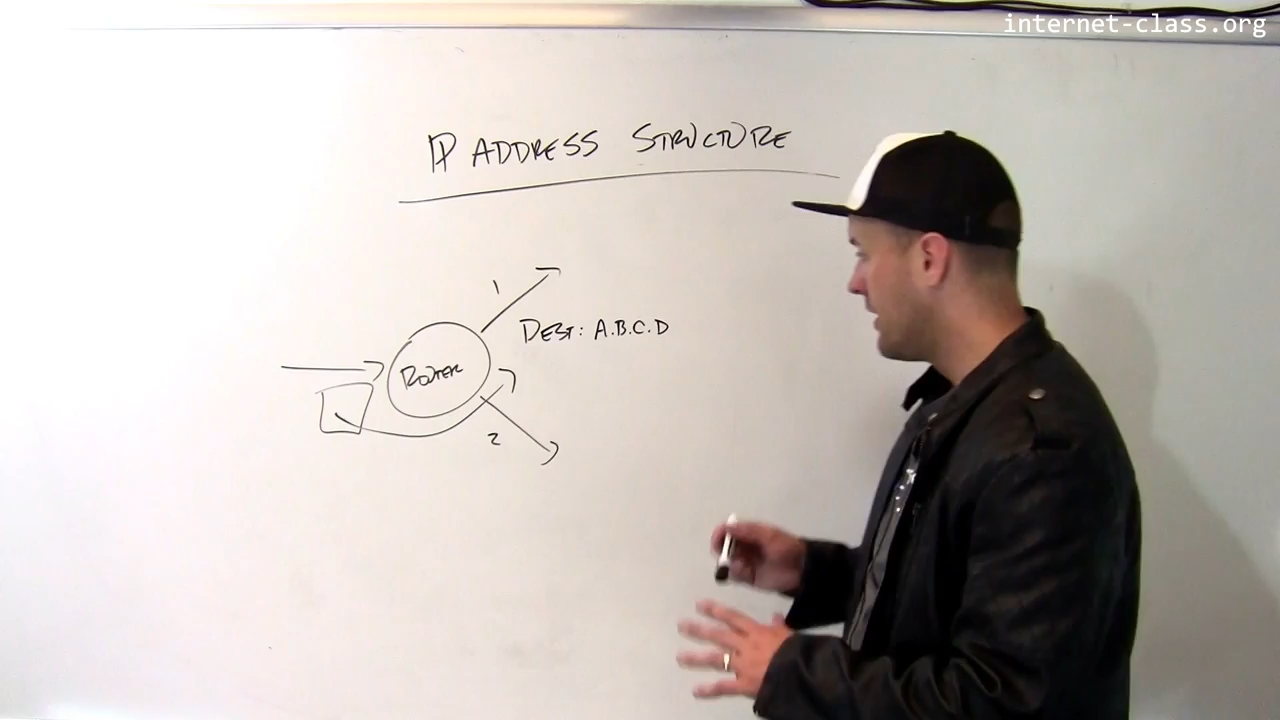 internet-class.org
IP ADDRESS STRUCTURE
1
DEST: A.B.C.D
ROUTER
2